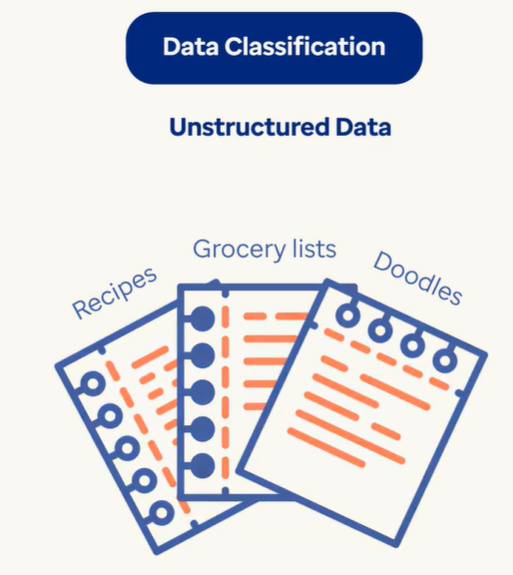 Data Classification
Unstructured Data
Recipes
Grocery lists
Doodles